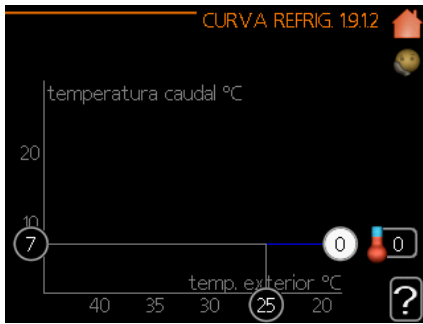 CURVA REFRIG. 1.9.1.2
temperatura caudal °C
20
10
7
0
0
temp. exterior °C
40 35 30 25 20
?